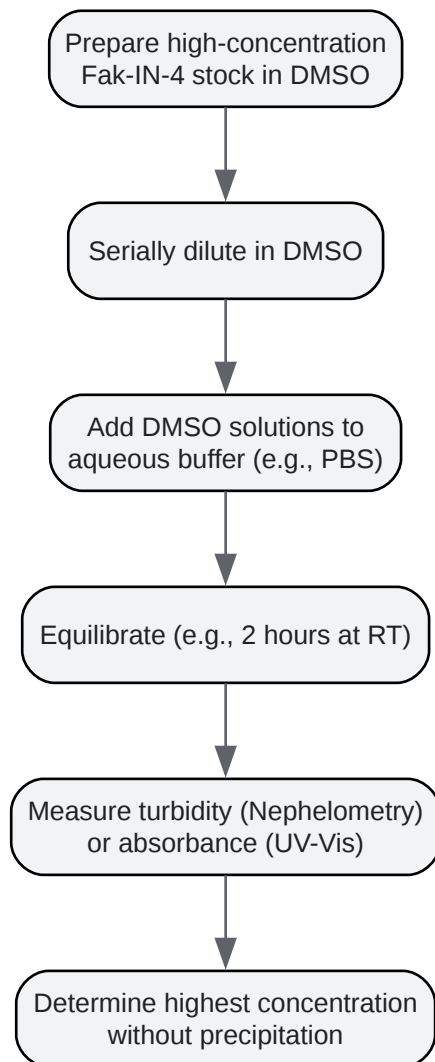 Prepare high-concentration
Fak-IN-4 stock in DMSO
Serially dilute in DMSO
Add DMSO solutions to
aqueous buffer (e.g., PBS)
Equilibrate (e.g., 2 hours at RT)
Measure turbidity (Nephelometry)
or absorbance (UV-Vis)
Determine highest concentration
without precipitation